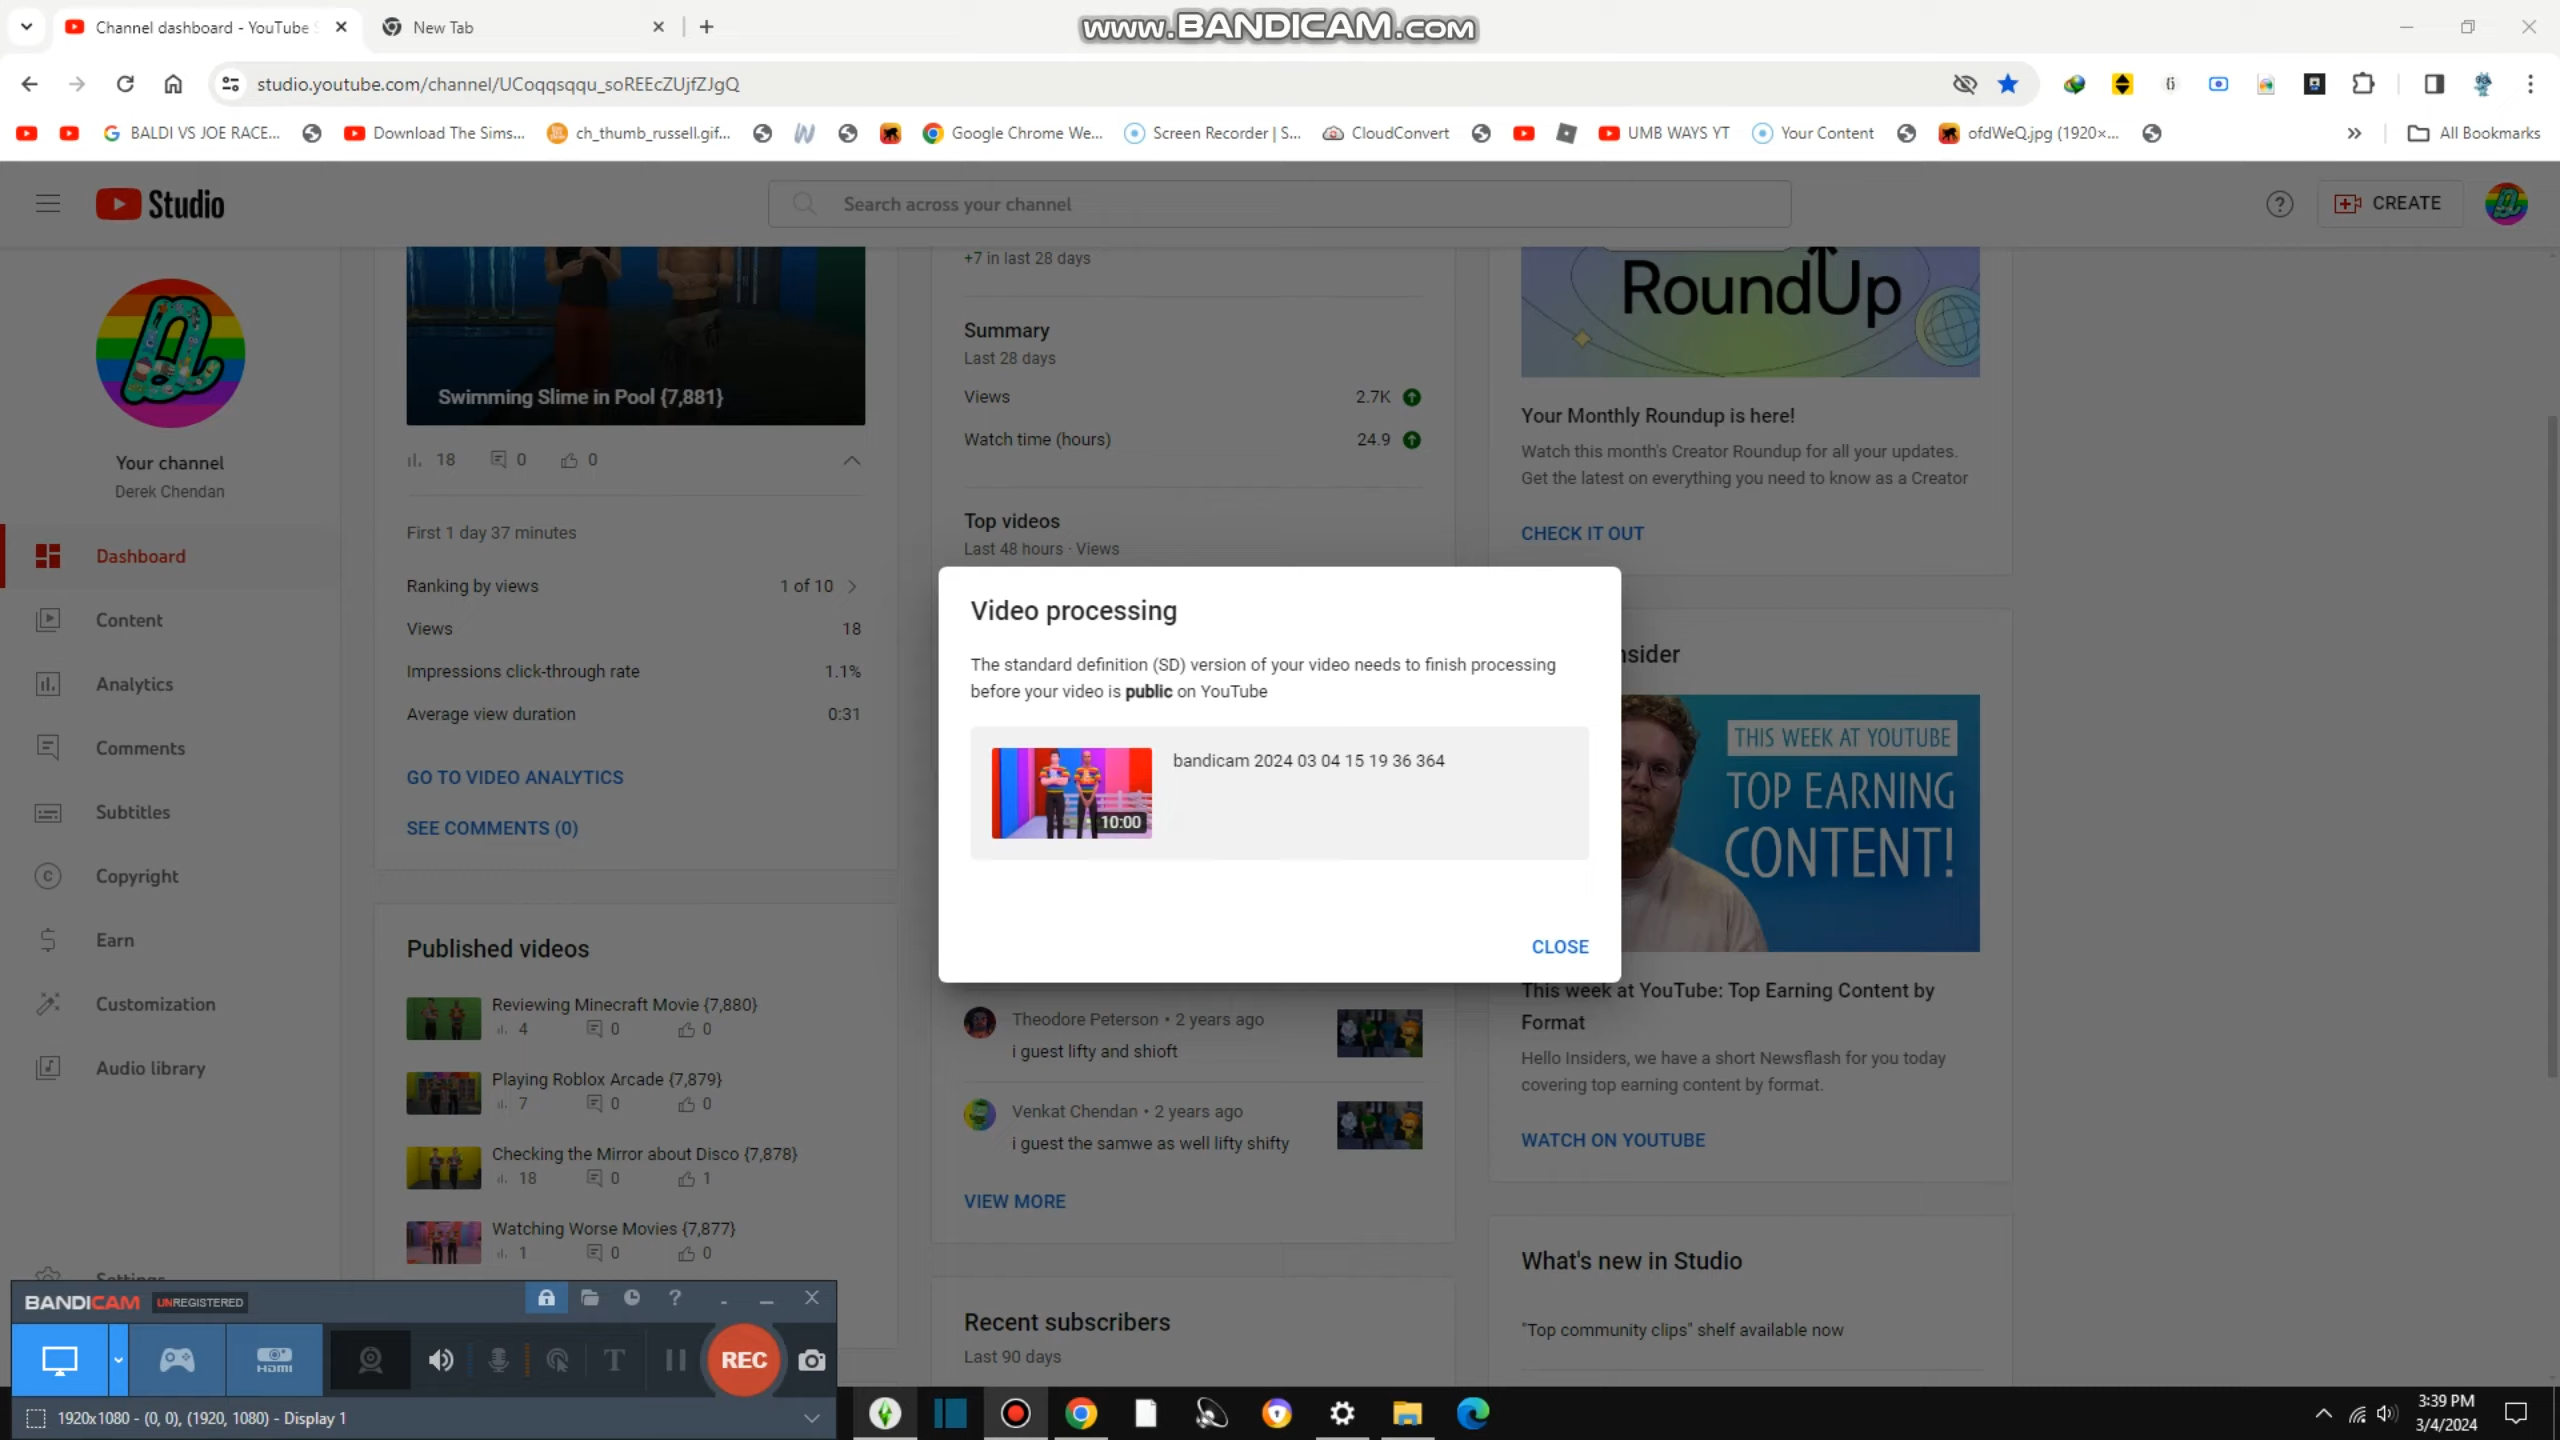 Channel dashboard - YouTube S
New Tab
www.BANDICAM.com
studio.youtube.com/channel/UCoqqsqqu_soREEcZUjfZJgQ
BALDI VS JOE RACE...
Download The Sims...
ch_thumb_russell.gif...
Google Chrome We...
Screen Recorder | S...
CloudConvert
UMB WAYS YT
Your Content
ofdWeQ.jpg (1920×...
All Bookmarks
Studio
Search across your channel
CREATE
Your channel
Derek Chendan
Dashboard
Content
Analytics
Comments
Subtitles
Copyright
Earn
Customization
Audio library
Settings
Swimming Slime in Pool {7,881}
18 0 0
First 1 day 37 minutes
Ranking by views 1 of 10
Views 18
Impressions click-through rate 1.1%
Average view duration 0:31
GO TO VIDEO ANALYTICS
SEE COMMENTS (0)
Published videos
Reviewing Minecraft Movie {7,880}
4 0 0
Playing Roblox Arcade {7,879}
7 0 0
Checking the Mirror about Disco {7,878}
18 0 1
Watching Worse Movies {7,877}
1 0 0
+7 in last 28 days
Summary
Last 28 days
Views 2.7K
Watch time (hours) 24.9
Top videos
Last 48 hours · Views
Video processing
The standard definition (SD) version of your video needs to finish processing
before your video is public on YouTube
10:00
bandicam 2024 03 04 15 19 36 364
CLOSE
Theodore Peterson • 2 years ago
i guest lifty and shioft
Venkat Chendan • 2 years ago
i guest the samwe as well lifty shifty
VIEW MORE
Recent subscribers
Last 90 days
RoundUp
Your Monthly Roundup is here!
Watch this month's Creator Roundup for all your updates.
Get the latest on everything you need to know as a Creator
CHECK IT OUT
nsider
THIS WEEK AT YOUTUBE
TOP EARNING
CONTENT!
This week at YouTube: Top Earning Content by
Format
Hello Insiders, we have a short Newsflash for you today
covering top earning content by format.
WATCH ON YOUTUBE
What's new in Studio
"Top community clips" shelf available now
BANDICAM UNREGISTERED
HDMI
T
REC
1920x1080 - (0, 0), (1920, 1080) - Display 1
3:39 PM
3/4/2024